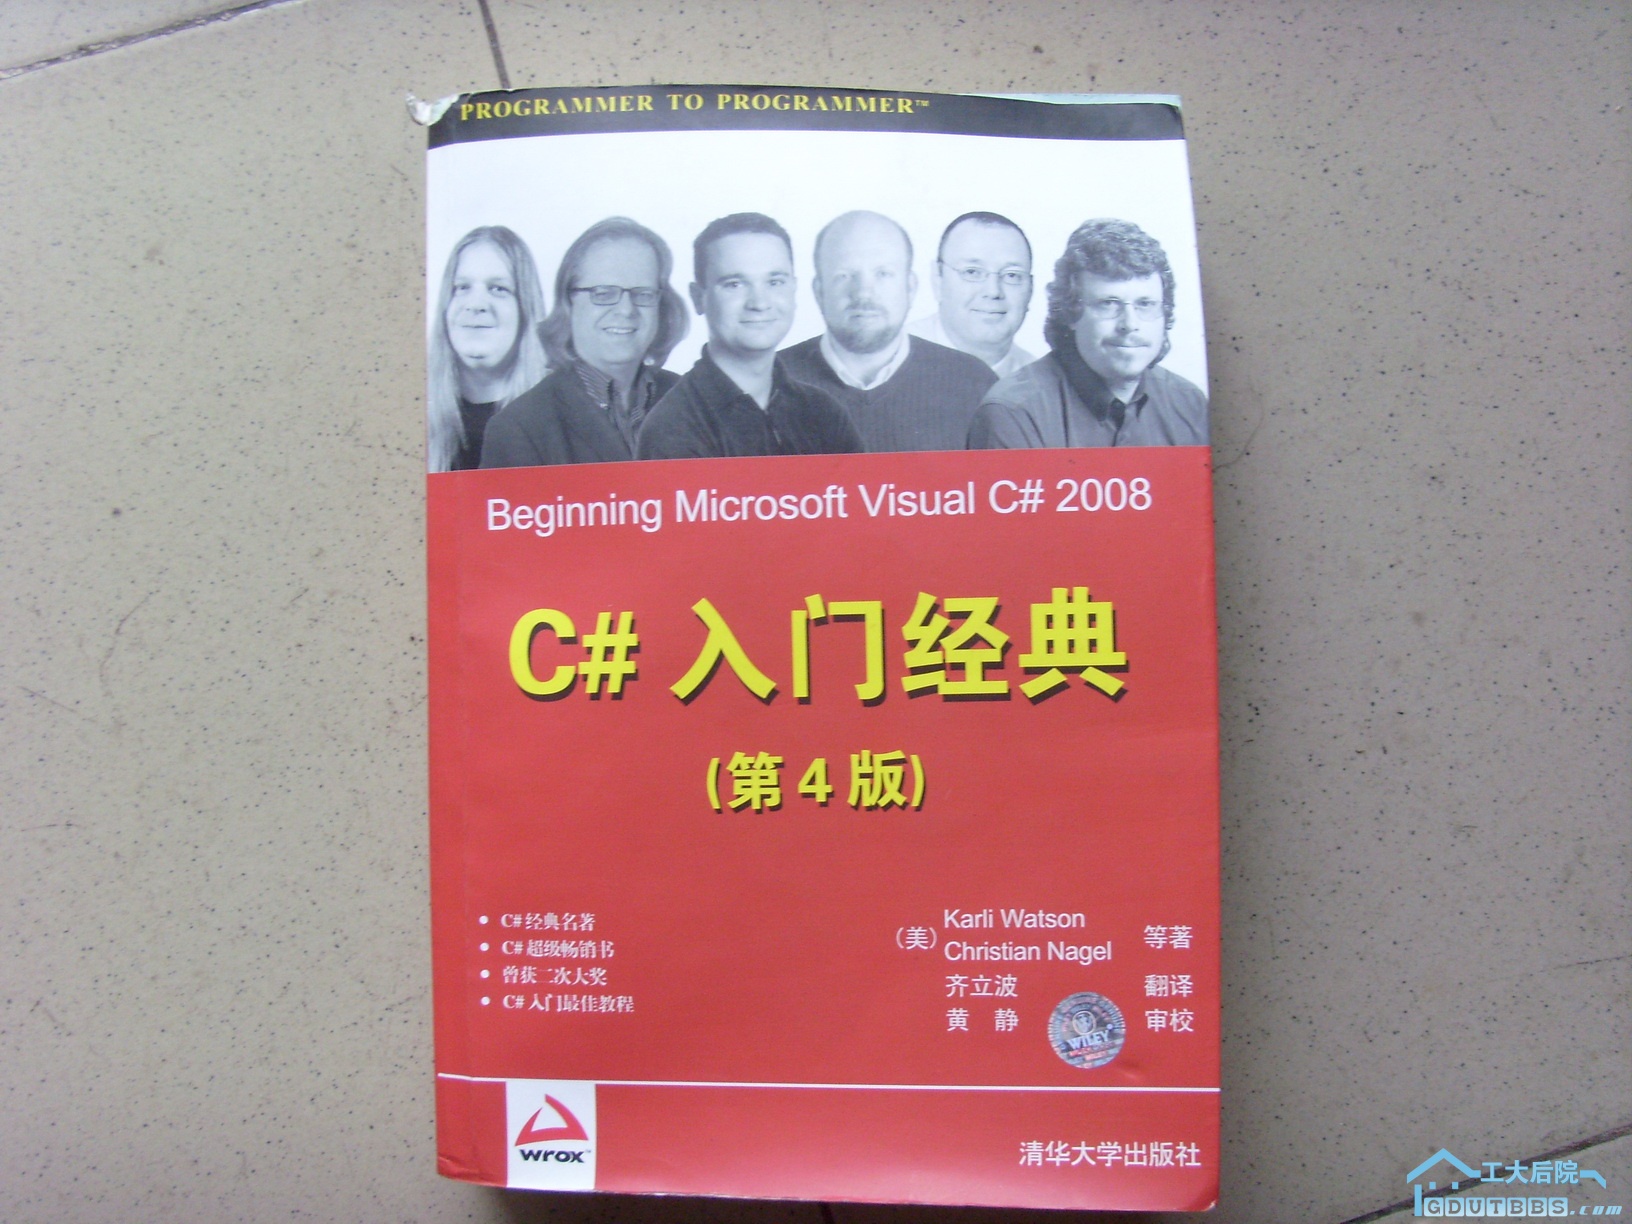 PROGRAMMER TO PROGRAMMER™
Beginning Microsoft Visual C# 2008
C# 入门经典
(第 4 版)
• C# 经典名著
• C# 超级畅销书
• 曾获二次大奖
• C# 入门最佳教程
(美) Karli Watson
Christian Nagel 等著
齐立波 翻译
黄 静 审校
WILEY
wrox™
清华大学出版社
工大后院
GDUTBBS.com